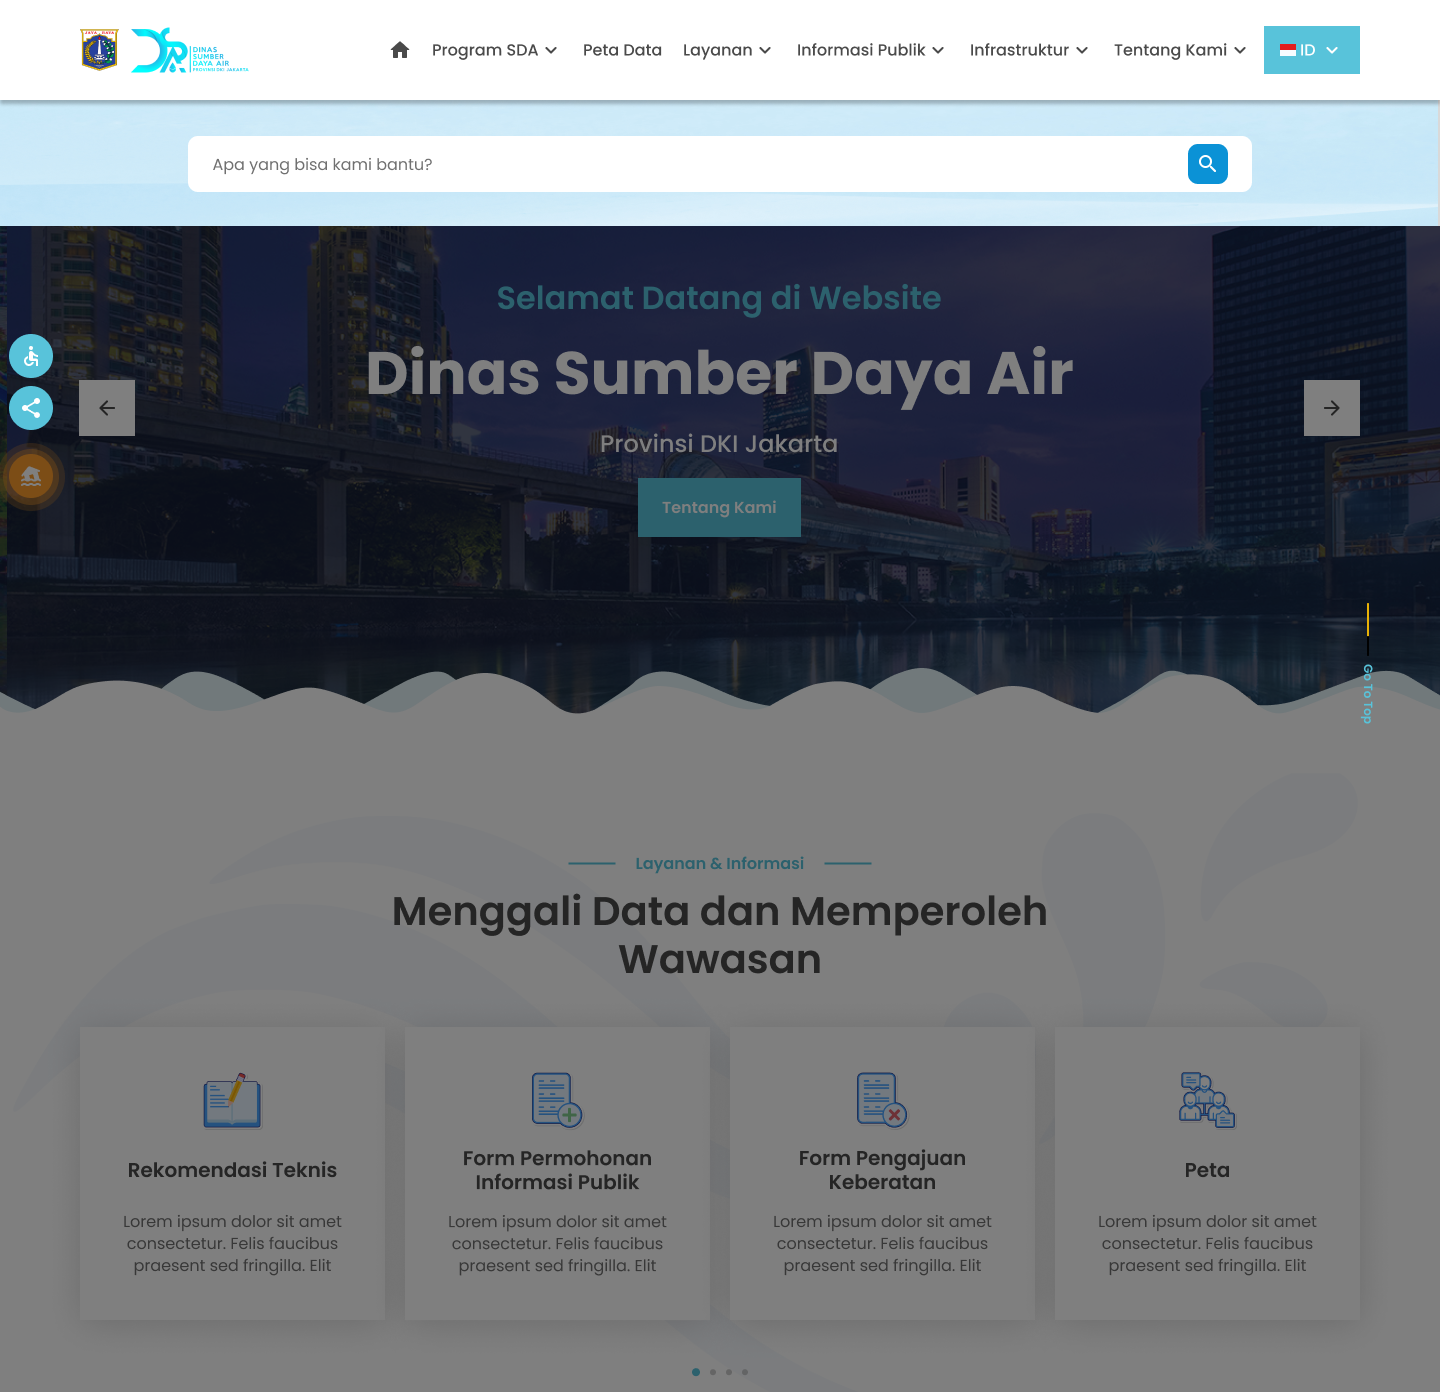 JAYA RAYA
DINAS
SUMBER
DAYA AIR
PROVINSI DKI JAKARTA
Program SDA
Peta Data
Layanan
Informasi Publik
Infrastruktur
Tentang Kami
ID
Apa yang bisa kami bantu?
Selamat Datang di Website
Dinas Sumber Daya Air
Provinsi DKI Jakarta
Tentang Kami
Go To Top
Layanan & Informasi
Menggali Data dan Memperoleh
Wawasan
Rekomendasi Teknis
Lorem ipsum dolor sit amet
consectetur. Felis faucibus
praesent sed fringilla. Elit
Form Permohonan
Informasi Publik
Lorem ipsum dolor sit amet
consectetur. Felis faucibus
praesent sed fringilla. Elit
Form Pengajuan
Keberatan
Lorem ipsum dolor sit amet
consectetur. Felis faucibus
praesent sed fringilla. Elit
Peta
Lorem ipsum dolor sit amet
consectetur. Felis faucibus
praesent sed fringilla. Elit